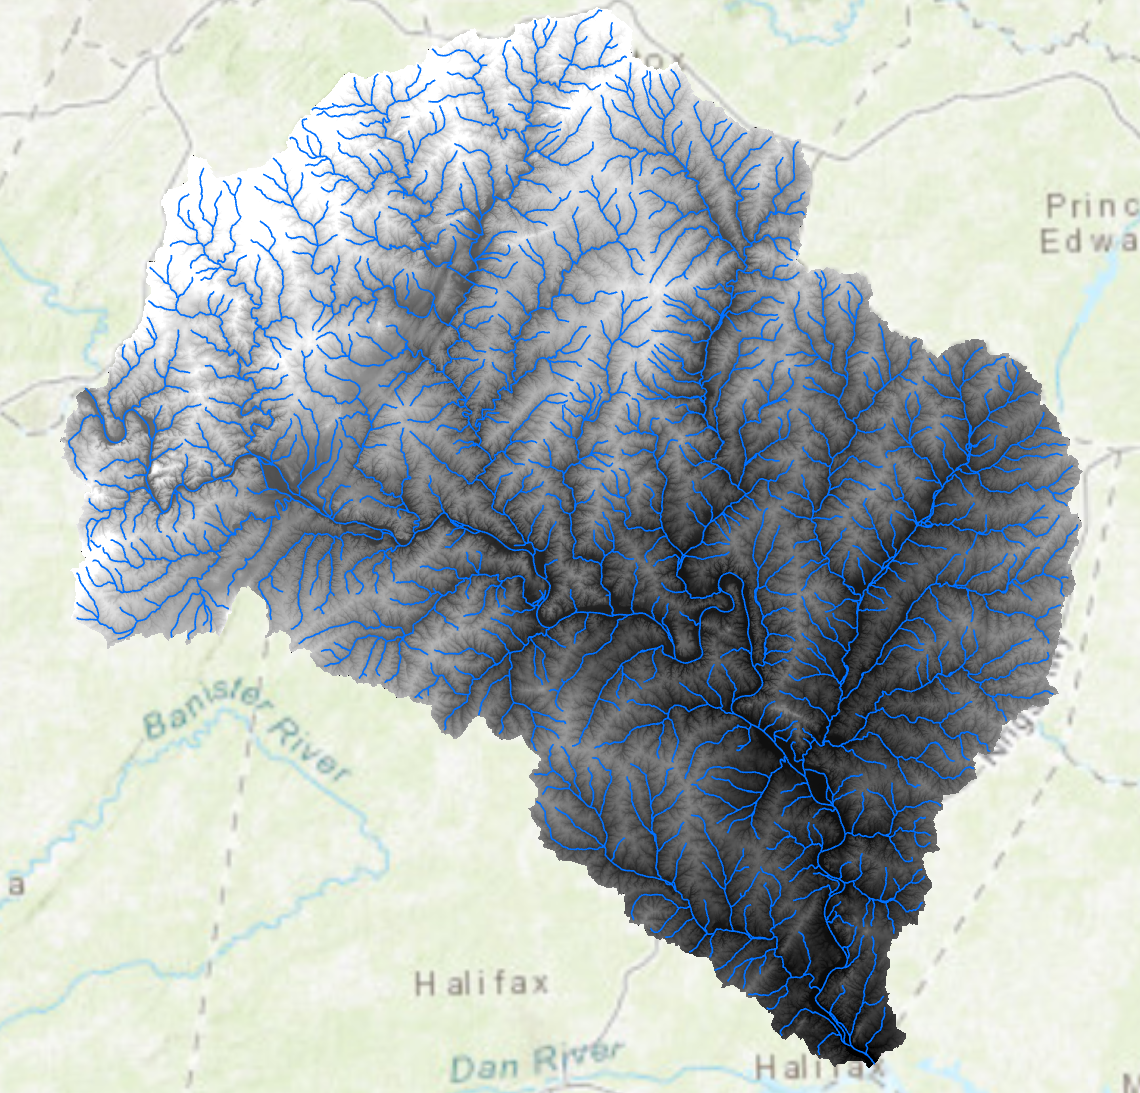 Princ
Edwa
Banister River
a
Halifax
Dan River
Halifax